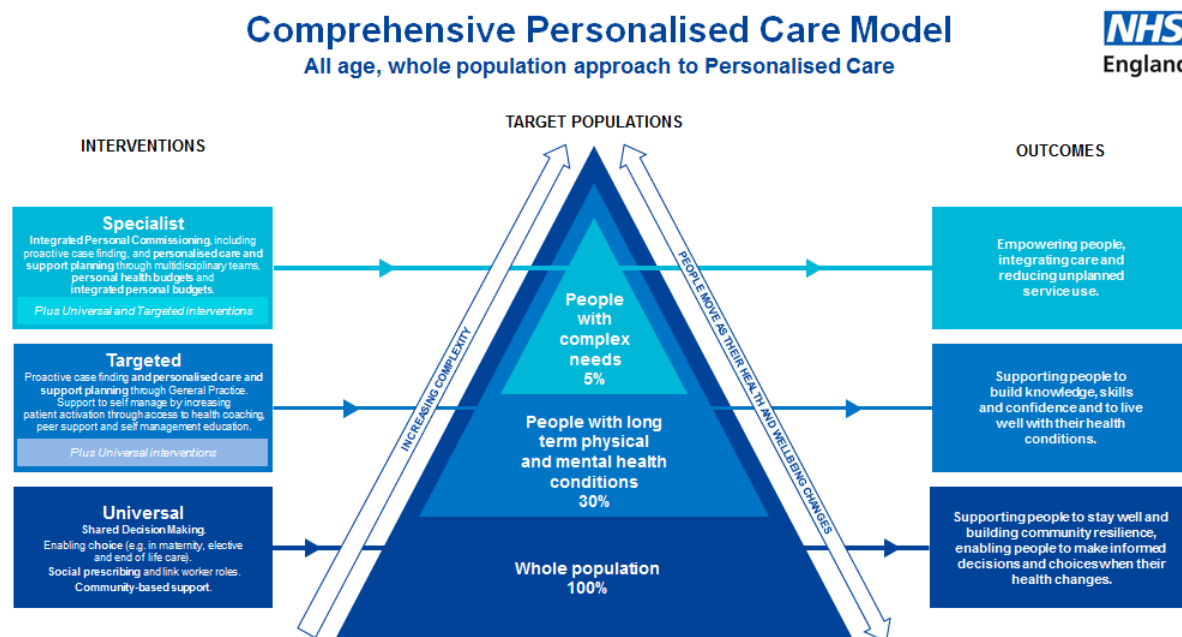 Comprehensive Personalised Care Model
All age, whole population approach to Personalised Care
NHS
England
INTERVENTIONS
TARGET POPULATIONS
OUTCOMES
Specialist
Integrated Personal Commissioning, including
proactive case finding, and personalised care and
support planning through multidisciplinary teams,
personal health budgets and
integrated personal budgets.
Plus Universal and Targeted interventions
Targeted
Proactive case finding and personalised care and
support planning through General Practice.
Support to self manage by increasing
patient activation through access to health coaching,
peer support and self management education.
Plus Universal interventions
Universal
Shared Decision Making.
Enabling choice (e.g. in maternity, elective
and end of life care).
Social prescribing and link worker roles.
Community-based support.
INCREASING COMPLEXITY
People
with
complex
needs
5%
People with long
term physical
and mental health
conditions
30%
Whole population
100%
PEOPLE MOVE AS THEIR HEALTH AND WELLBEING CHANGES
Empowering people,
integrating care and
reducing unplanned
service use.
Supporting people to
build knowledge, skills
and confidence and to live
well with their health
conditions.
Supporting people to stay well and
building community resilience,
enabling people to make informed
decisions and choices when their
health changes.